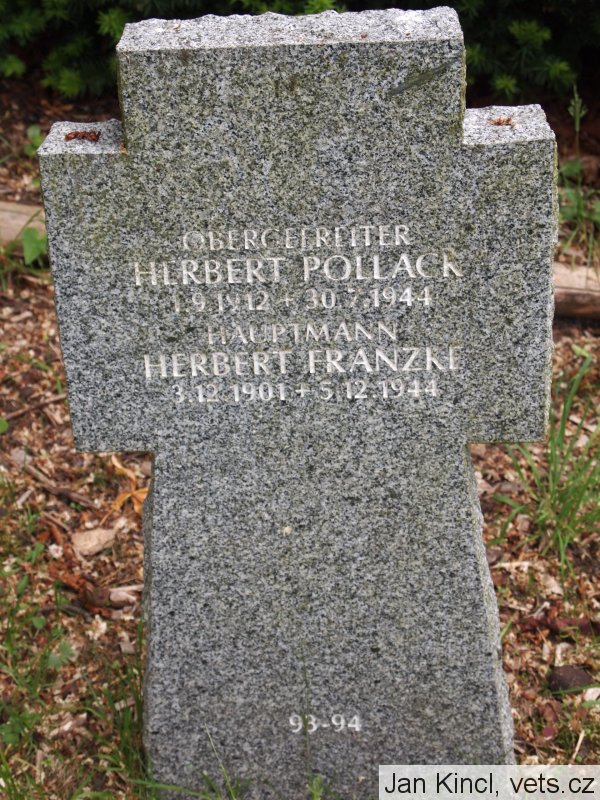 OBERGEFREITER
HERBERT POLLACK
1.9.1912 + 30.7.1944
HAUPTMANN
HERBERT FRANZKE
3.12.1901 + 5.12.1944
93-94
Jan Kincl, vets.cz